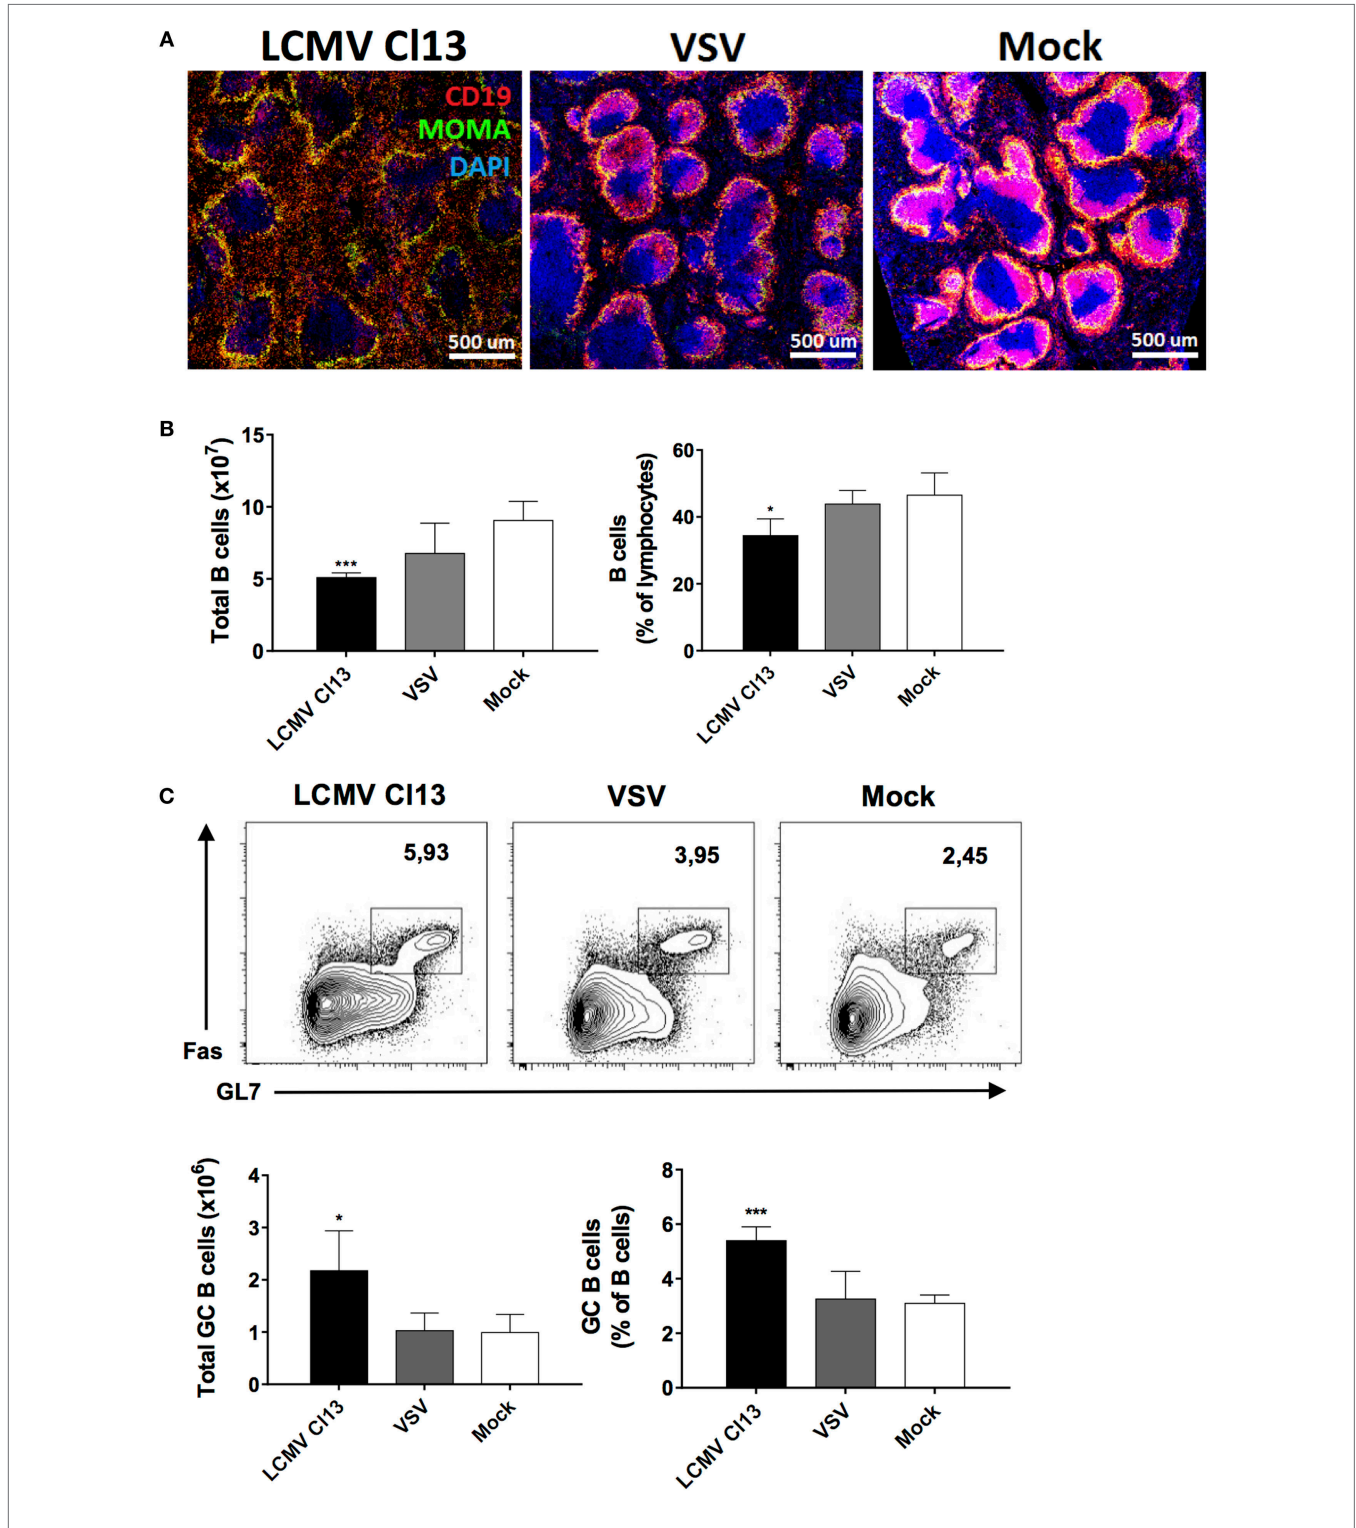 A
LCMV Cl13
VSV
Mock
CD19
MOMA
DAPI
500 um
500 um
500 um
B
Total B cells (x10⁷)
15
10
5
0
***
LCMV Cl13
VSV
Mock
B cells
(% of lymphocytes)
60
40
20
0
*
LCMV Cl13
VSV
Mock
C
LCMV Cl13
VSV
Mock
5,93
3,95
2,45
Fas
GL7
Total GC B cells (x10⁶)
4
3
2
1
0
*
LCMV Cl13
VSV
Mock
GC B cells
(% of B cells)
8
6
4
2
0
***
LCMV Cl13
VSV
Mock